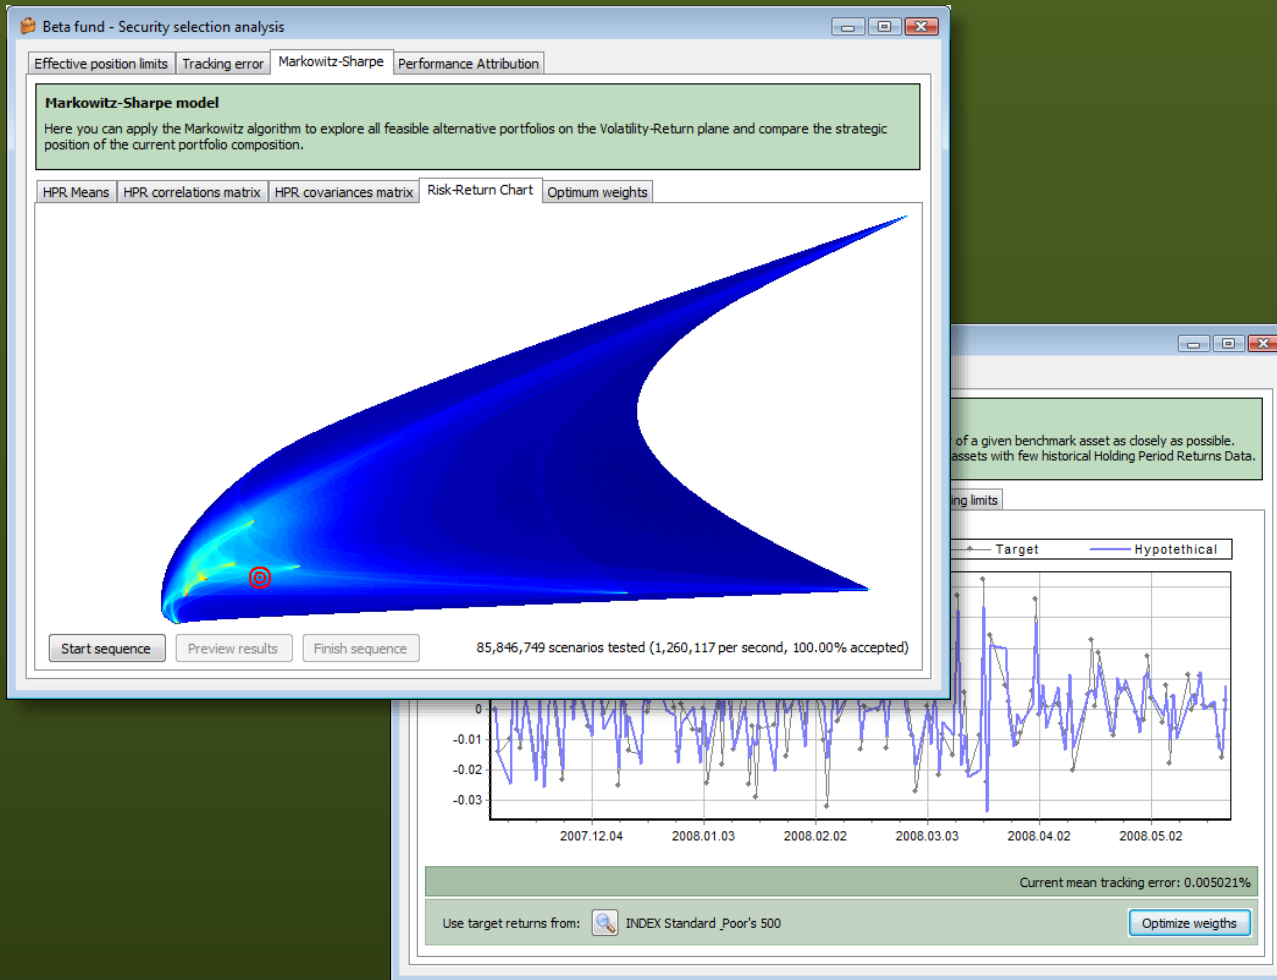 Beta fund - Security selection analysis
Effective position limits Tracking error Markowitz-Sharpe Performance Attribution
Markowitz-Sharpe model
Here you can apply the Markowitz algorithm to explore all feasible alternative portfolios on the Volatility-Return plane and compare the strategic
position of the current portfolio composition.
HPR Means HPR correlations matrix HPR covariances matrix Risk-Return Chart Optimum weights
Start sequence Preview results Finish sequence 85,846,749 scenarios tested (1,260,117 per second, 100.00% accepted)
of a given benchmark asset as closely as possible.
assets with few historical Holding Period Returns Data.
ing limits
Target Hypotethical
0
-0.01
-0.02
-0.03
2007.12.04 2008.01.03 2008.02.02 2008.03.03 2008.04.02 2008.05.02
Current mean tracking error: 0.005021%
Use target returns from: INDEX Standard_Poor's 500 Optimize weigths